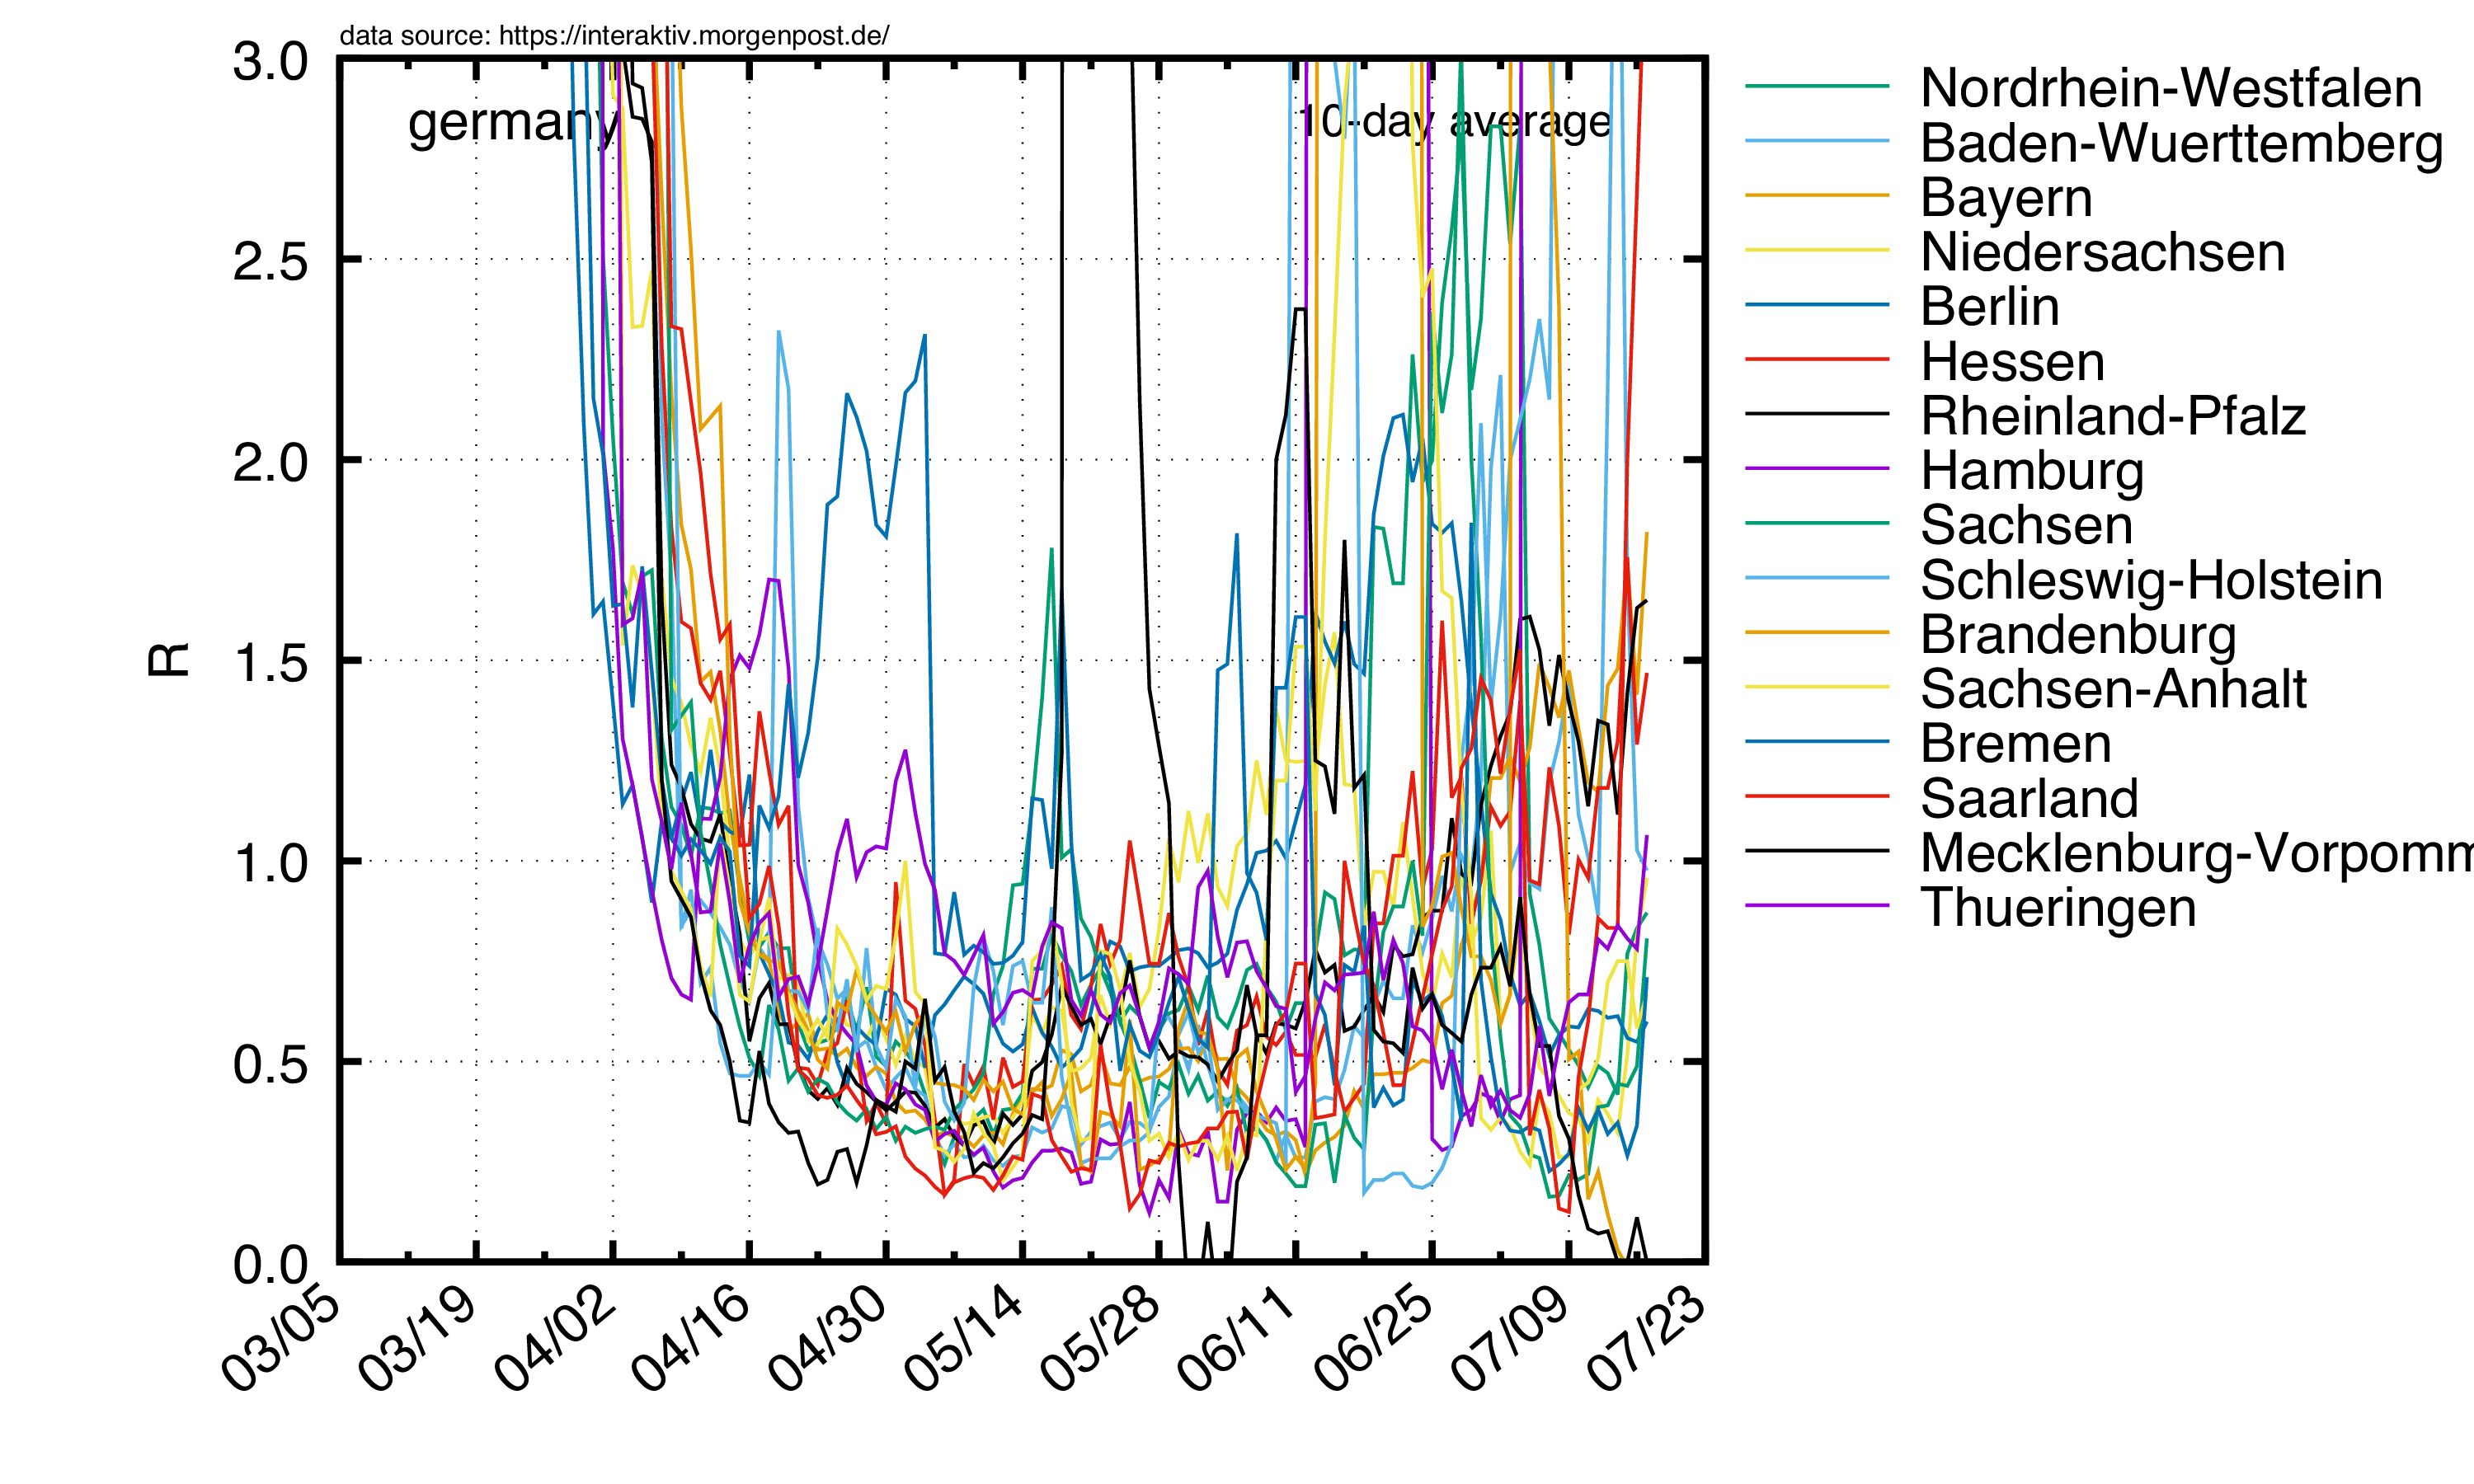 data source: https://interaktiv.morgenpost.de/
germany
10-day average
R
3.0
2.5
2.0
1.5
1.0
0.5
0.0
03/05
03/19
04/02
04/16
04/30
05/14
05/28
06/11
06/25
07/09
07/23
Nordrhein-Westfalen
Baden-Wuerttemberg
Bayern
Niedersachsen
Berlin
Hessen
Rheinland-Pfalz
Hamburg
Sachsen
Schleswig-Holstein
Brandenburg
Sachsen-Anhalt
Bremen
Saarland
Mecklenburg-Vorpomm
Thueringen